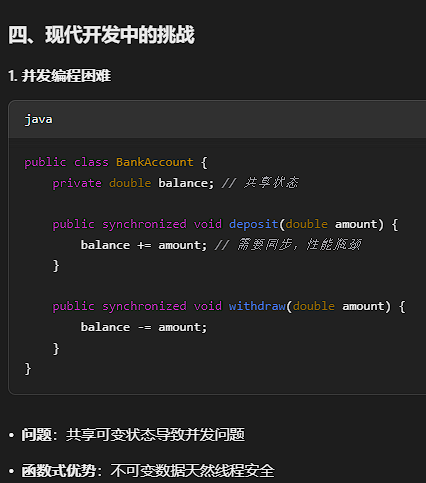 四、现代开发中的挑战
1. 并发编程困难
java
public class BankAccount {
    private double balance; // 共享状态
    public synchronized void deposit(double amount) {
        balance += amount; // 需要同步，性能瓶颈
    }
    public synchronized void withdraw(double amount) {
        balance -= amount;
    }
}
• 问题：共享可变状态导致并发问题
• 函数式优势：不可变数据天然线程安全